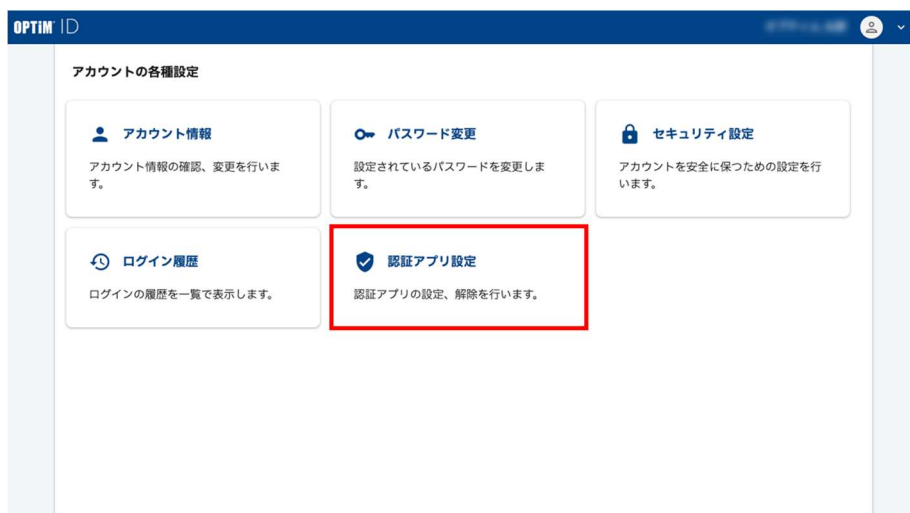 OPTiM ID
アカウントの各種設定
アカウント情報
アカウント情報の確認、変更を行いま
す。
パスワード変更
設定されているパスワードを変更しま
す。
セキュリティ設定
アカウントを安全に保つための設定を行
います。
ログイン履歴
ログインの履歴を一覧で表示します。
認証アプリ設定
認証アプリの設定、解除を行います。